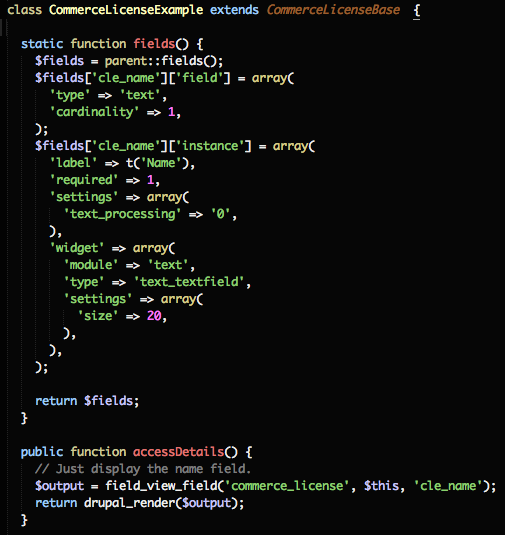 class CommerceLicenseExample extends CommerceLicenseBase {
static function fields() {
$fields = parent::fields();
$fields['cle_name']['field'] = array(
'type' => 'text',
'cardinality' => 1,
);
$fields['cle_name']['instance'] = array(
'label' => t('Name'),
'required' => 1,
'settings' => array(
'text_processing' => '0',
),
'widget' => array(
'module' => 'text',
'type' => 'text_textfield',
'settings' => array(
'size' => 20,
),
),
);
return $fields;
}
public function accessDetails() {
// Just display the name field.
$output = field_view_field('commerce_license', $this, 'cle_name');
return drupal_render($output);
}